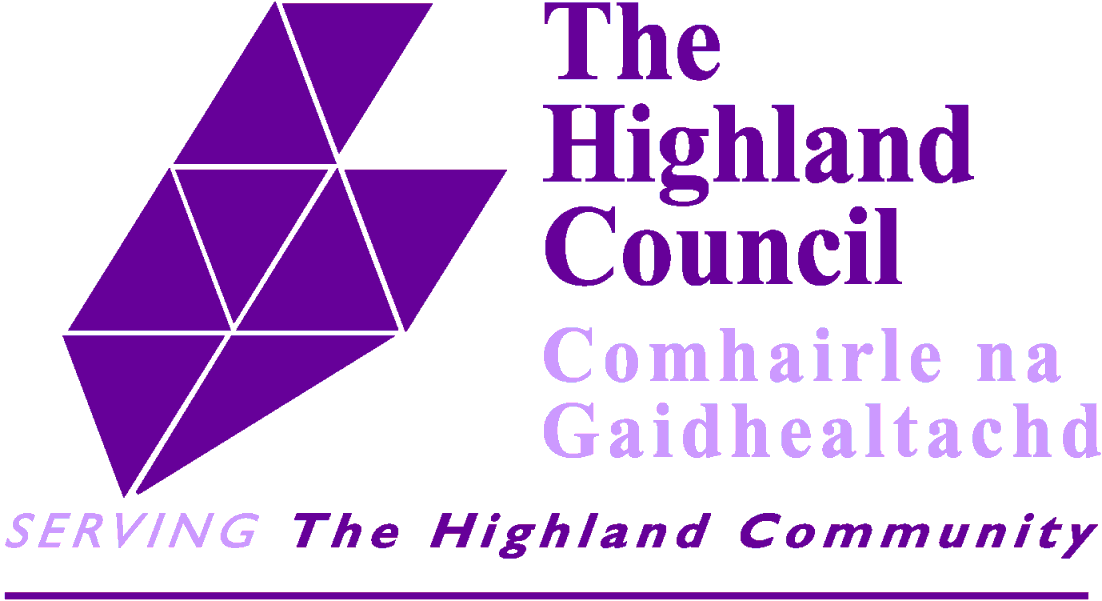 The
Highland
Council
Comhairle na
Gaidhealtachd
SERVING The Highland Community